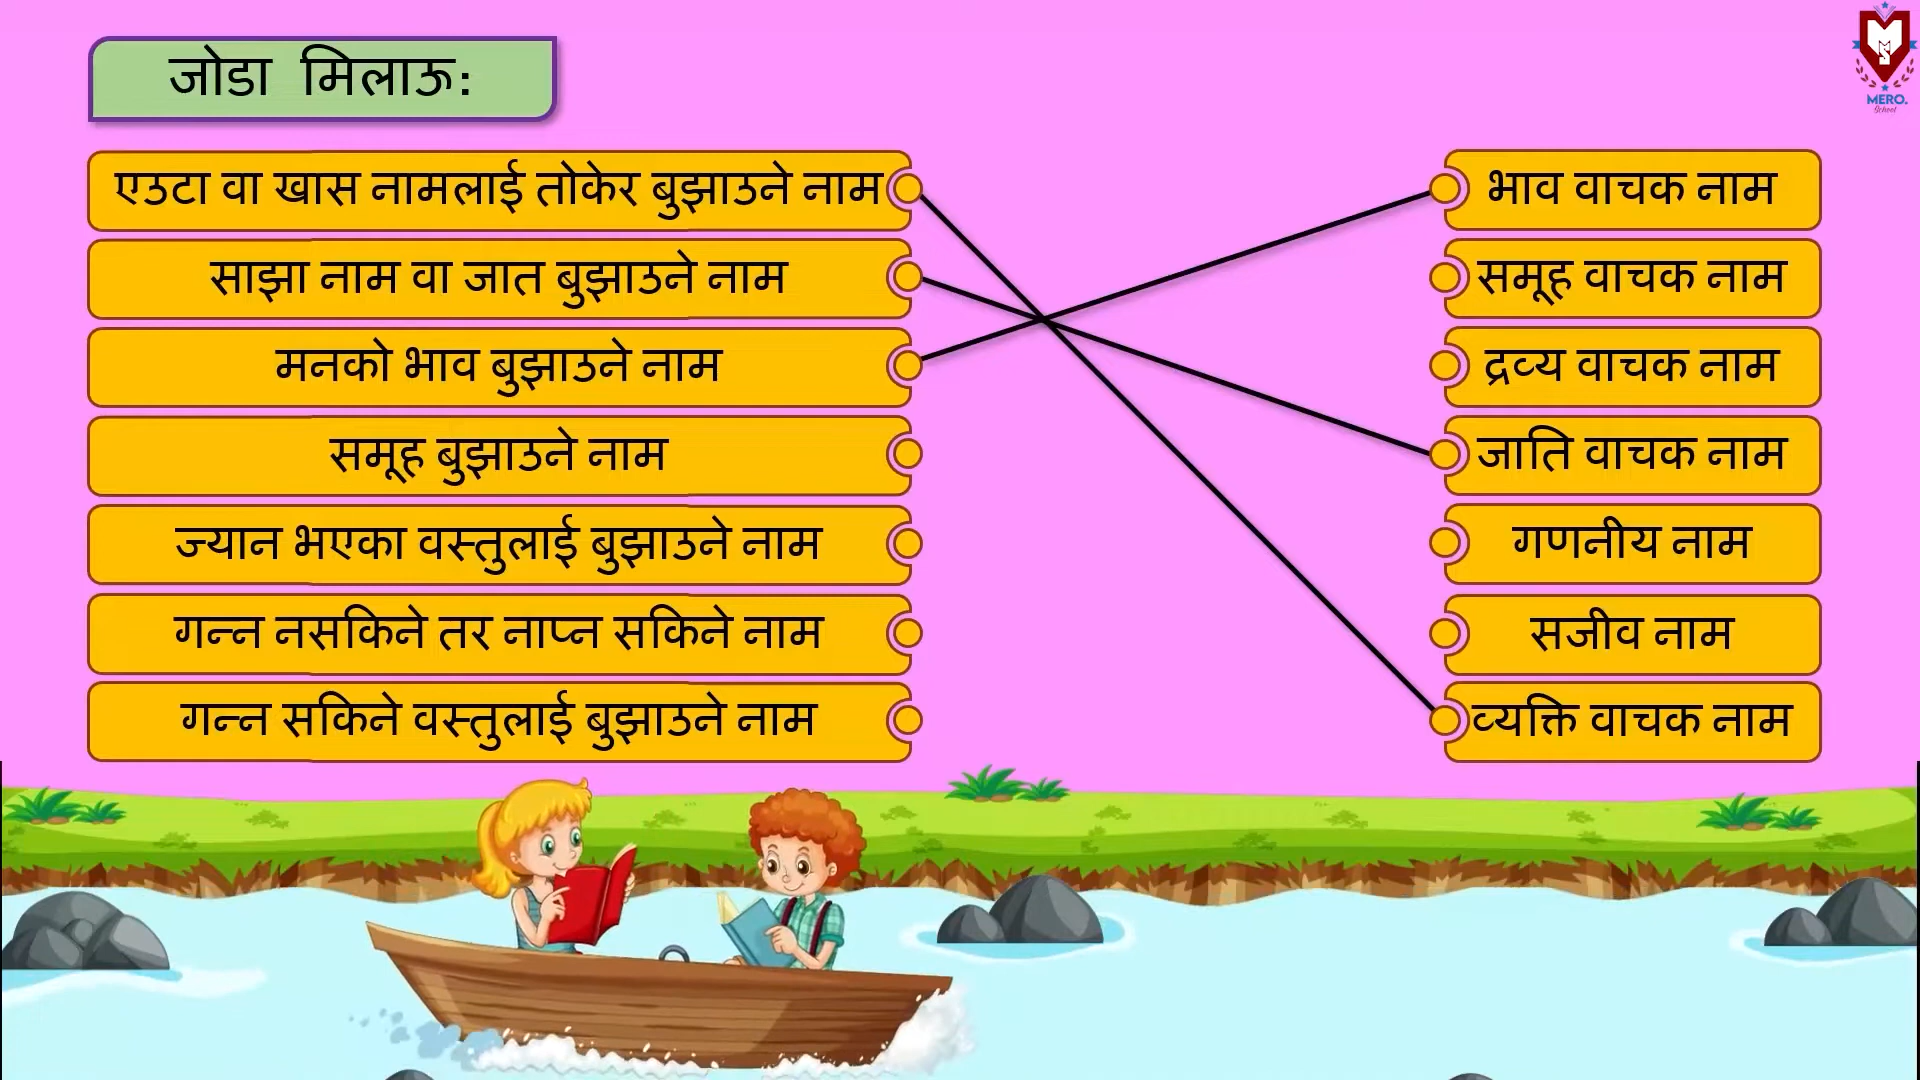 जोडा मिलाऊ:
एउटा वा खास नामलाई तोकेर बुझाउने नाम
साझा नाम वा जात बुझाउने नाम
मनको भाव बुझाउने नाम
समूह बुझाउने नाम
ज्यान भएका वस्तुलाई बुझाउने नाम
गन्न नसकिने तर नाप्न सकिने नाम
गन्न सकिने वस्तुलाई बुझाउने नाम
भाव वाचक नाम
समूह वाचक नाम
द्रव्य वाचक नाम
जाति वाचक नाम
गणनीय नाम
सजीव नाम
व्यक्ति वाचक नाम
MERO.
School